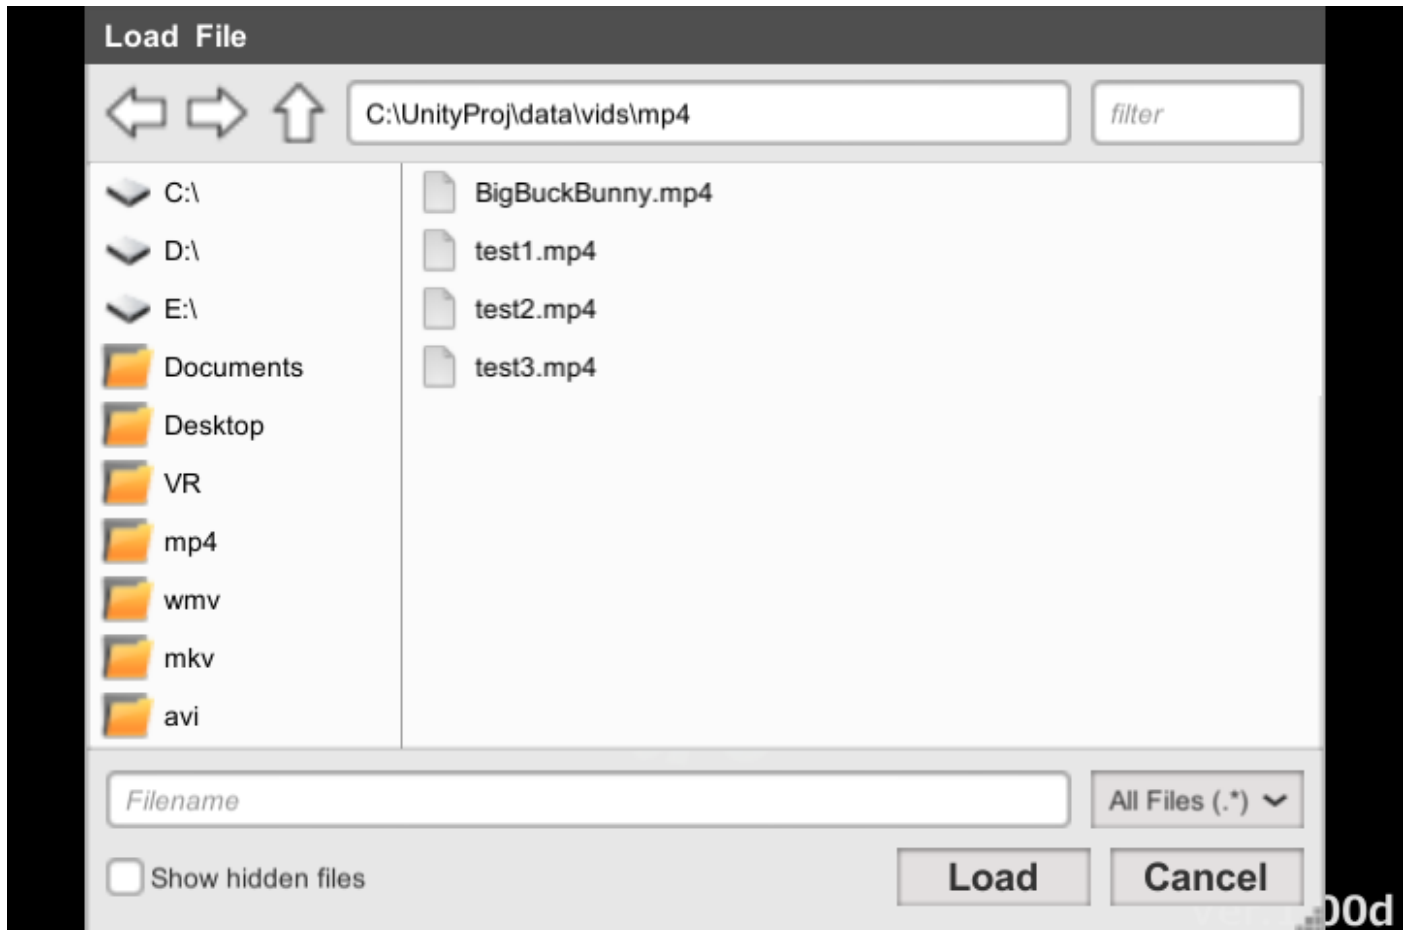 Load File
C:\UnityProj\data\vids\mp4
filter
C:\
D:\
E:\
Documents
Desktop
VR
mp4
wmv
mkv
avi
BigBuckBunny.mp4
test1.mp4
test2.mp4
test3.mp4
Filename
All Files (.*)
Show hidden files
Load
Cancel
00d